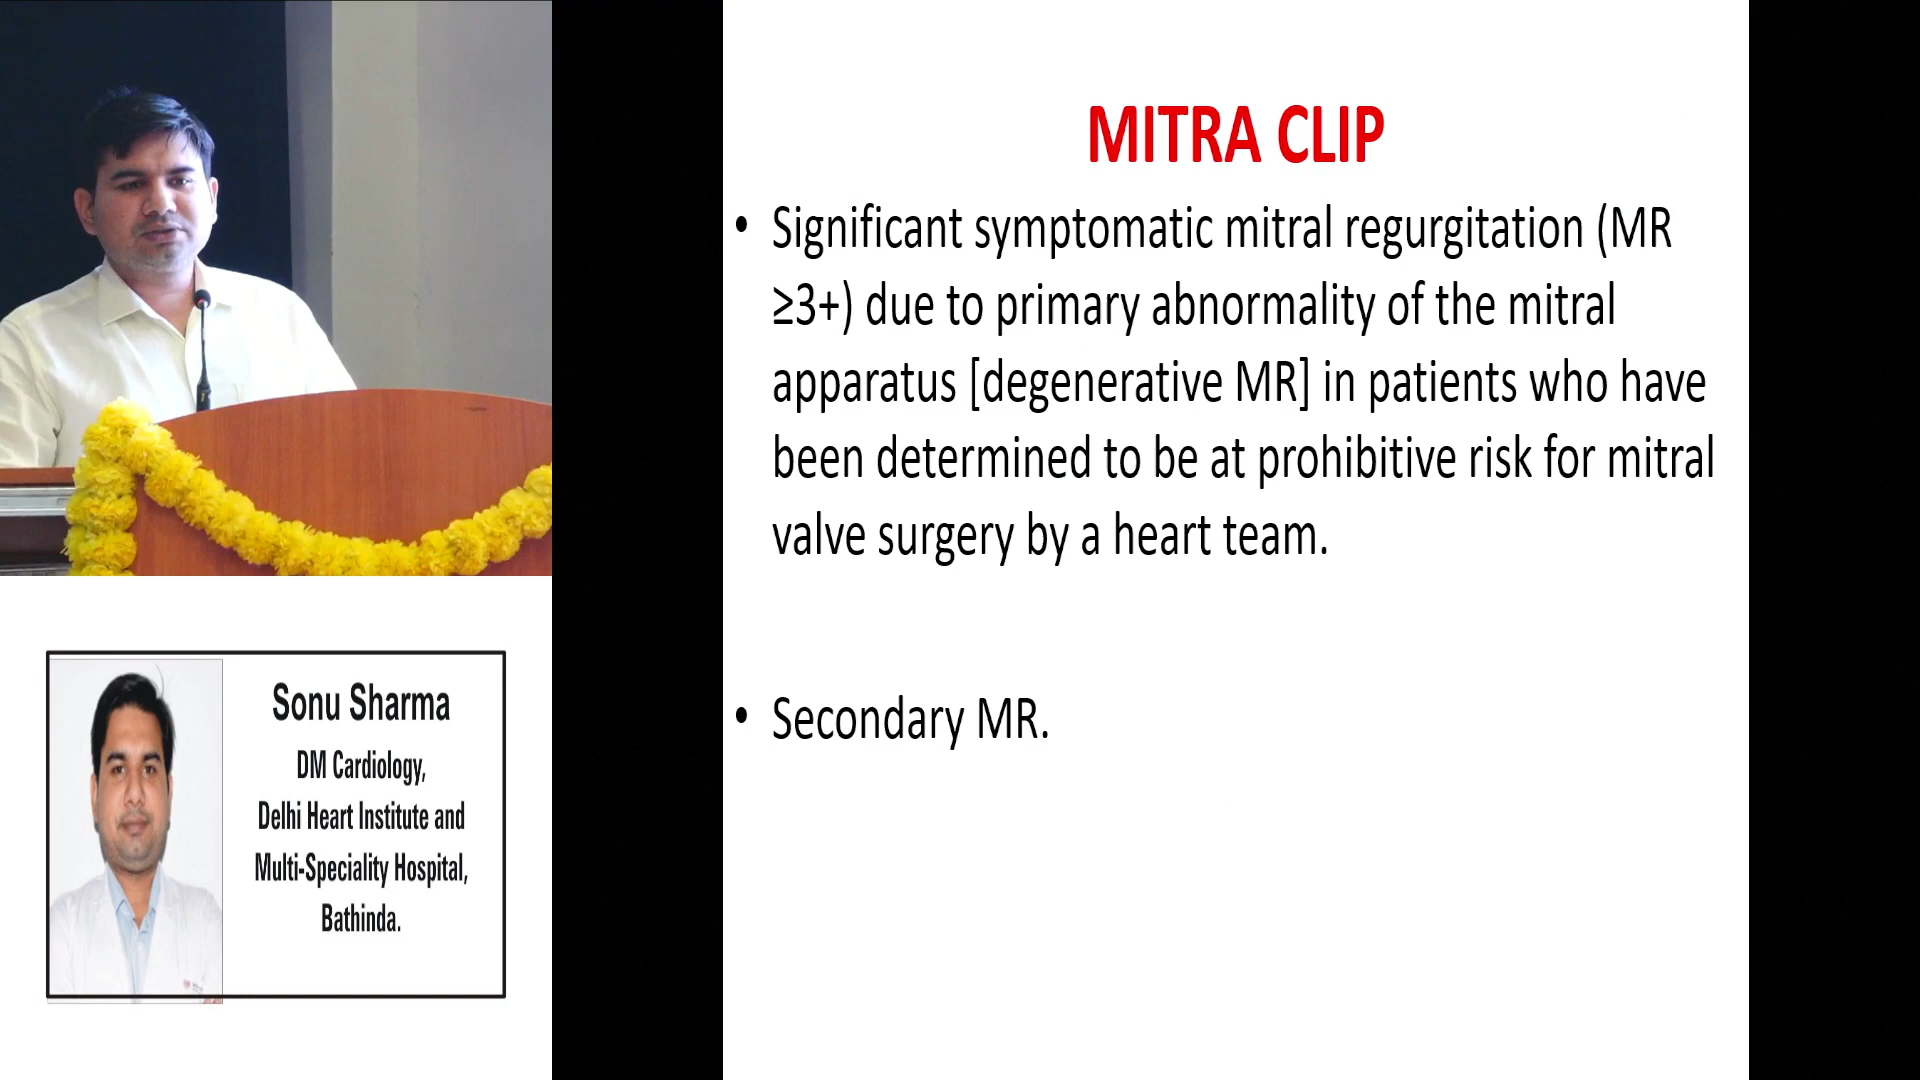 MITRA CLIP
• Significant symptomatic mitral regurgitation (MR
≥3+) due to primary abnormality of the mitral
apparatus [degenerative MR] in patients who have
been determined to be at prohibitive risk for mitral
valve surgery by a heart team.
• Secondary MR.
Sonu Sharma
DM Cardiology,
Delhi Heart Institute and
Multi-Speciality Hospital,
Bathinda.